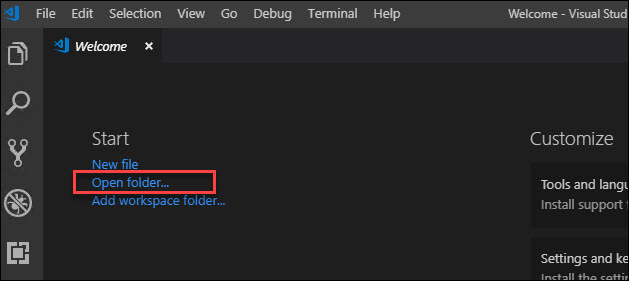 File Edit Selection View Go Debug Terminal Help Welcome - Visual Stud
Welcome
Start
New file
Open folder...
Add workspace folder...
Customize
Tools and langu
Install support f
Settings and ke
Install the setting